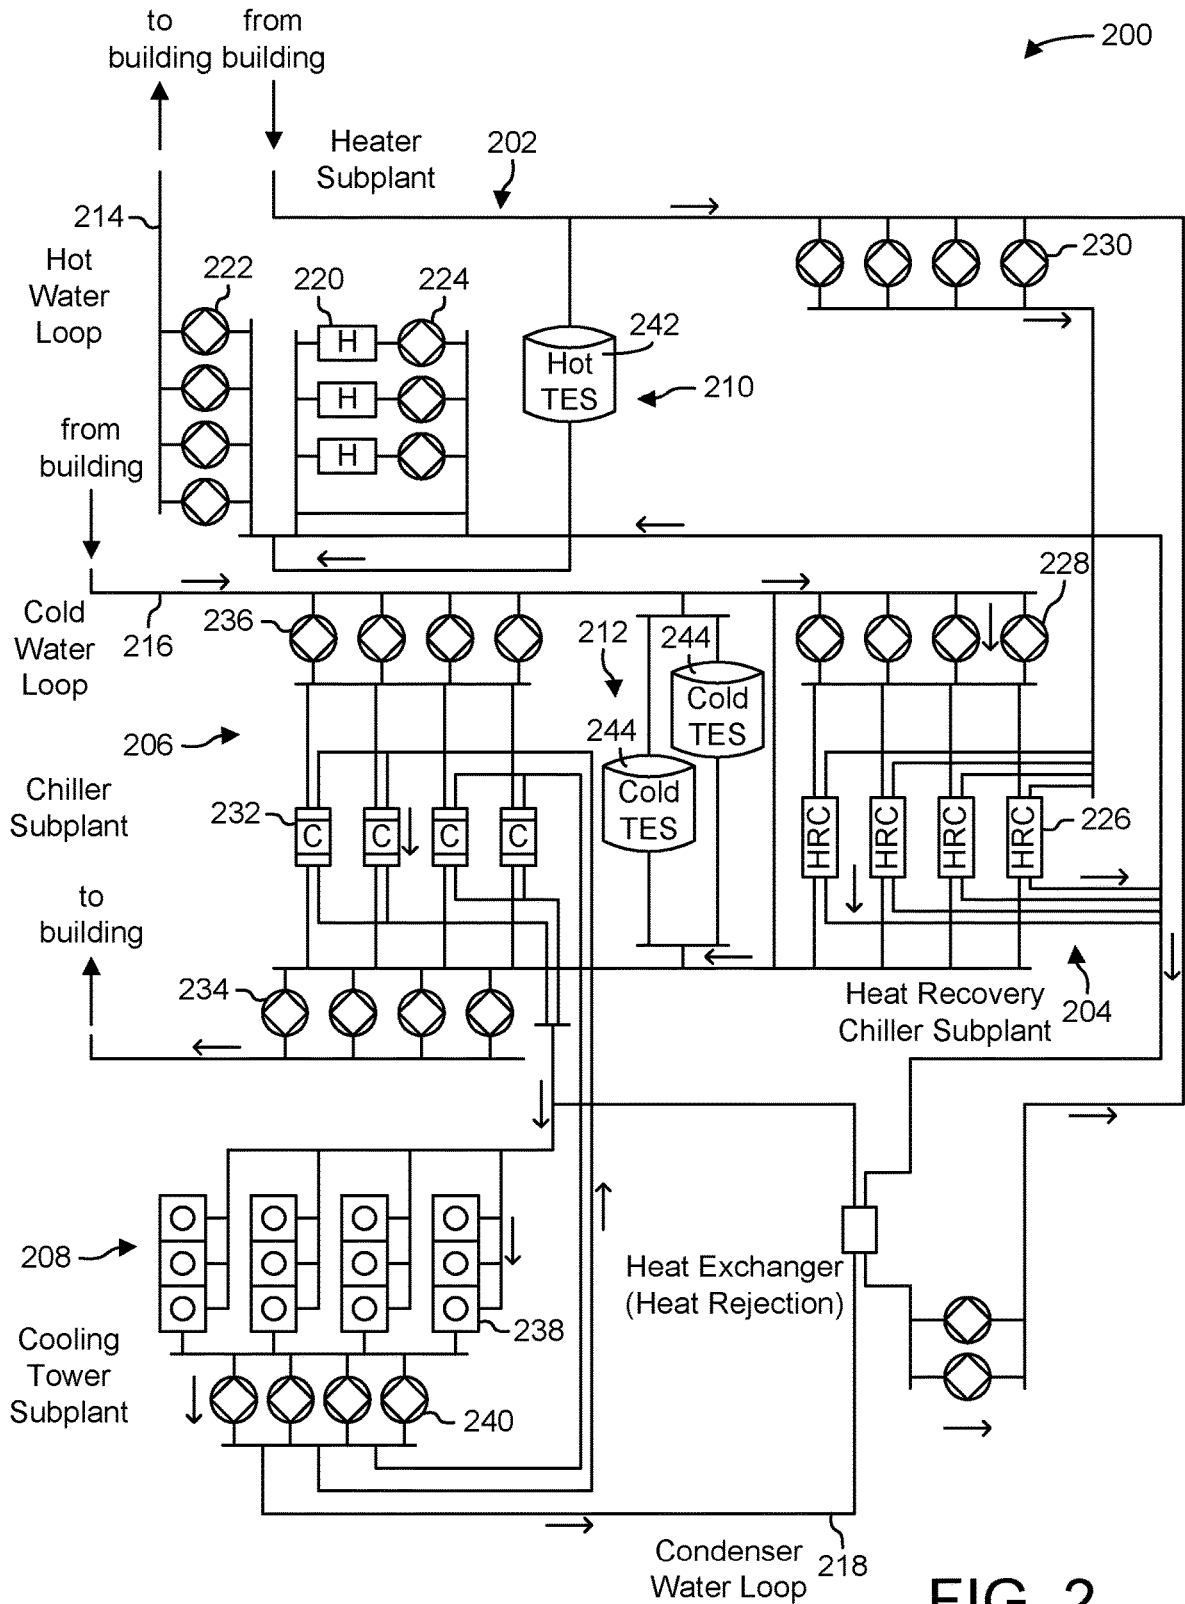 to
building
from
building
200
Heater
Subplant
202
214
Hot
Water
Loop
222
220
224
230
H
H
H
Hot
TES
242
210
from
building
Cold
Water
Loop
216
236
212
244
Cold
TES
244
Cold
TES
228
206
Chiller
Subplant
232
C
C
C
C
HRC
HRC
HRC
HRC
226
to
building
234
Heat Recovery
Chiller Subplant
204
208
Cooling
Tower
Subplant
238
240
Heat Exchanger
(Heat Rejection)
Condenser
Water Loop
218
FIG. 2